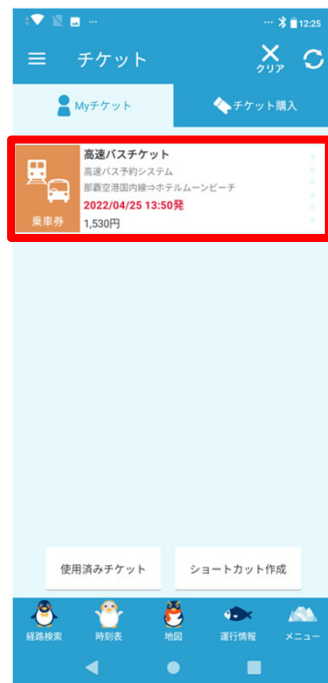 12:25
チケット
クリア
Myチケット
チケット購入
高速バスチケット
高速バス予約システム
那覇空港国内線⇒ホテルムーンビーチ
2022/04/25 13:50発
乗車券
1,530円
使用済みチケット
ショートカット作成
経路検索
時刻表
地図
運行情報
メニュー